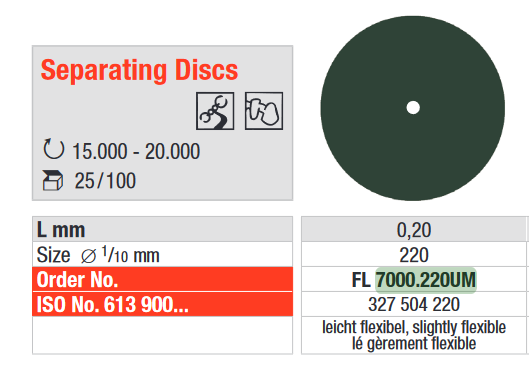 Separating Discs
15.000 - 20.000
25/100
L mm 0,20
Size Ø 1/10 mm 220
Order No. FL 7000.220UM
ISO No. 613 900... 327 504 220
leicht flexibel, slightly flexible
lé gèrement flexible